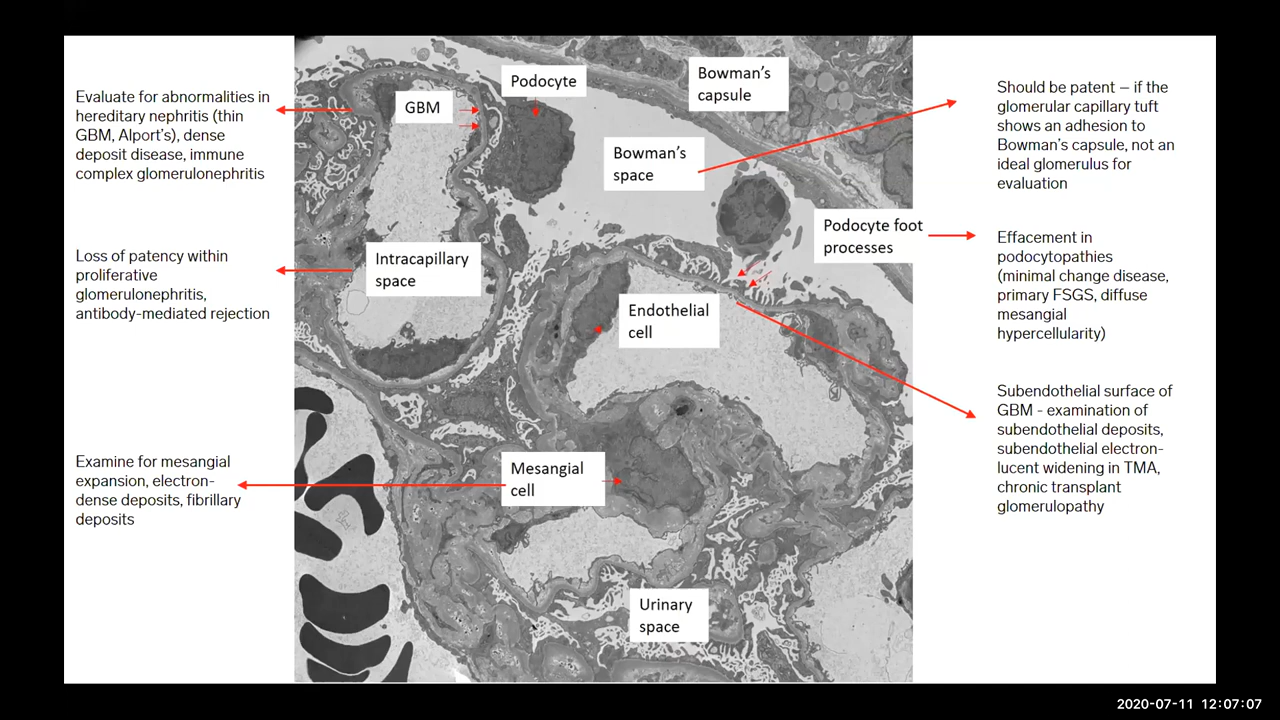 Evaluate for abnormalities in
hereditary nephritis (thin
GBM, Alport's), dense
deposit disease, immune
complex glomerulonephritis
Loss of patency within
proliferative
glomerulonephritis,
antibody-mediated rejection
Examine for mesangial
expansion, electron-
dense deposits, fibrillary
deposits
GBM
Podocyte
Bowman's
capsule
Bowman's
space
Podocyte foot
processes
Intracapillary
space
Endothelial
cell
Mesangial
cell
Urinary
space
Should be patent – if the
glomerular capillary tuft
shows an adhesion to
Bowman's capsule, not an
ideal glomerulus for
evaluation
Effacement in
podocytopathies
(minimal change disease,
primary FSGS, diffuse
mesangial
hypercellularity)
Subendothelial surface of
GBM - examination of
subendothelial deposits,
subendothelial electron-
lucent widening in TMA,
chronic transplant
glomerulopathy
2020-07-11 12:07:07